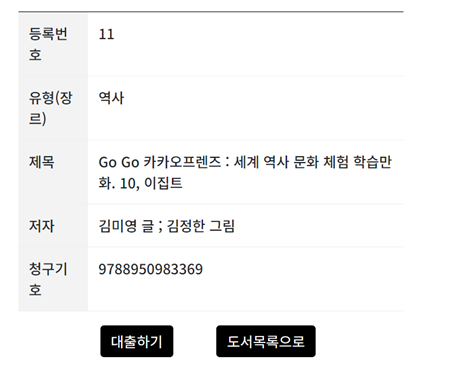 등록번
호
11
유형(장
르)
역사
제목
Go Go 카카오프렌즈 : 세계 역사 문화 체험 학습만
화. 10, 이집트
저자
김미영 글 ; 김정한 그림
청구기
호
9788950983369
대출하기
도서목록으로